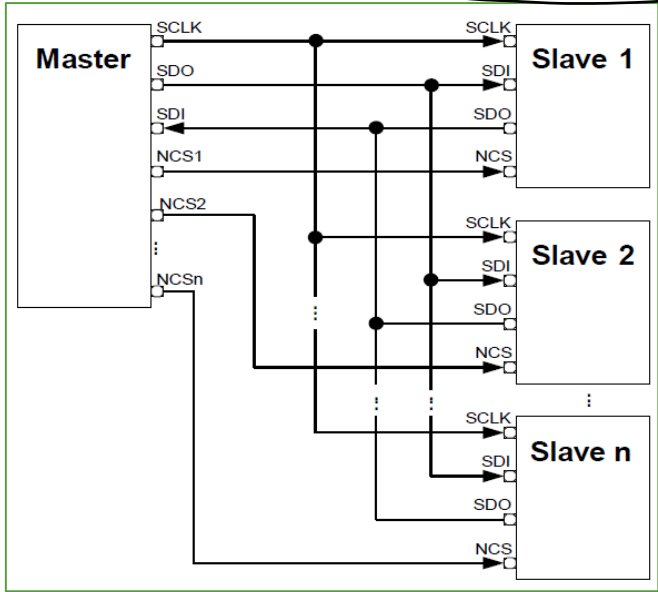 Master
SCLK
SDO
SDI
NCS1
NCS2
⋮
NCSn
SCLK
Slave 1
SDI
SDO
NCS
SCLK
Slave 2
SDI
SDO
NCS
⋮
⋮
⋮
⋮
SCLK
Slave n
SDI
SDO
NCS